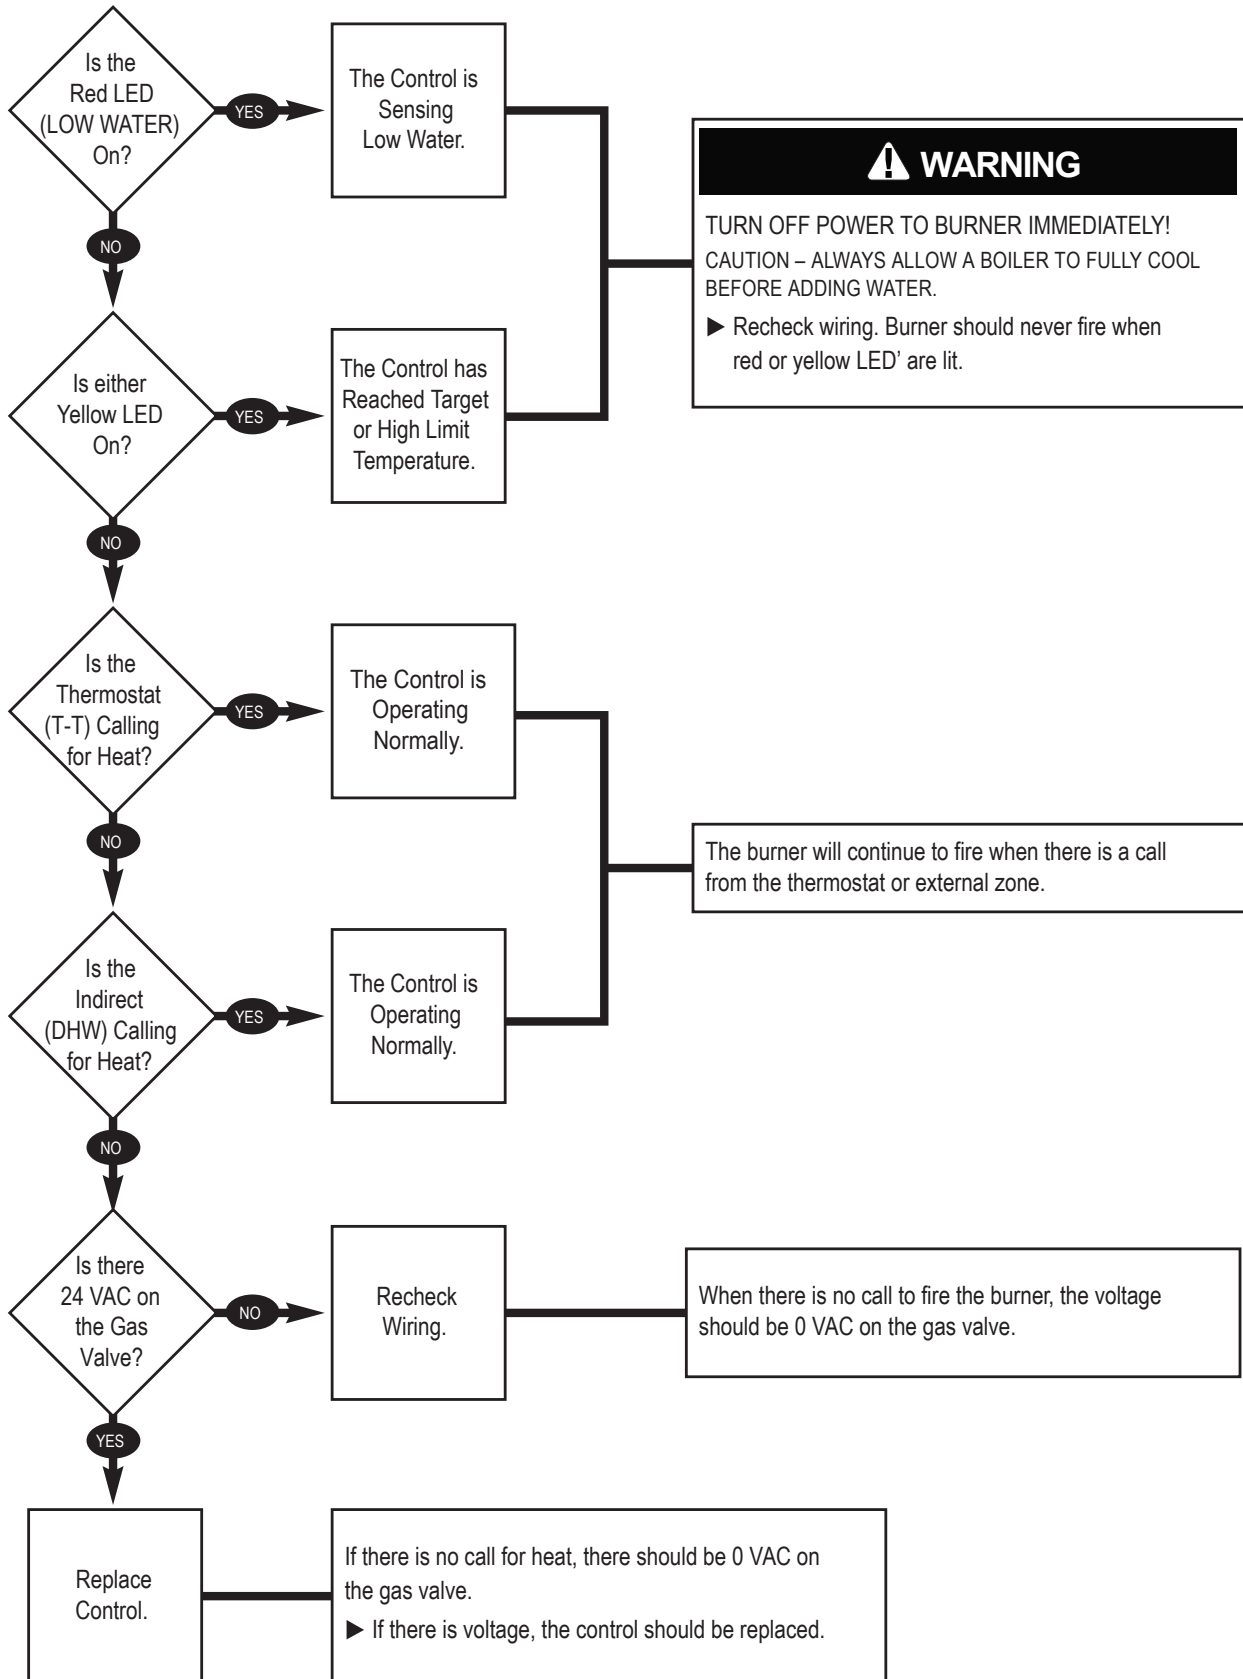 Is the
Red LED
(LOW WATER)
On?
YES
The Control is
Sensing
Low Water.
WARNING
TURN OFF POWER TO BURNER IMMEDIATELY!
CAUTION – ALWAYS ALLOW A BOILER TO FULLY COOL
BEFORE ADDING WATER.
▶ Recheck wiring. Burner should never fire when
red or yellow LED’ are lit.
NO
Is either
Yellow LED
On?
YES
The Control has
Reached Target
or High Limit
Temperature.
NO
Is the
Thermostat
(T-T) Calling
for Heat?
YES
The Control is
Operating
Normally.
The burner will continue to fire when there is a call
from the thermostat or external zone.
NO
Is the
Indirect
(DHW) Calling
for Heat?
YES
The Control is
Operating
Normally.
NO
Is there
24 VAC on
the Gas
Valve?
NO
Recheck
Wiring.
When there is no call to fire the burner, the voltage
should be 0 VAC on the gas valve.
YES
Replace
Control.
If there is no call for heat, there should be 0 VAC on
the gas valve.
▶ If there is voltage, the control should be replaced.